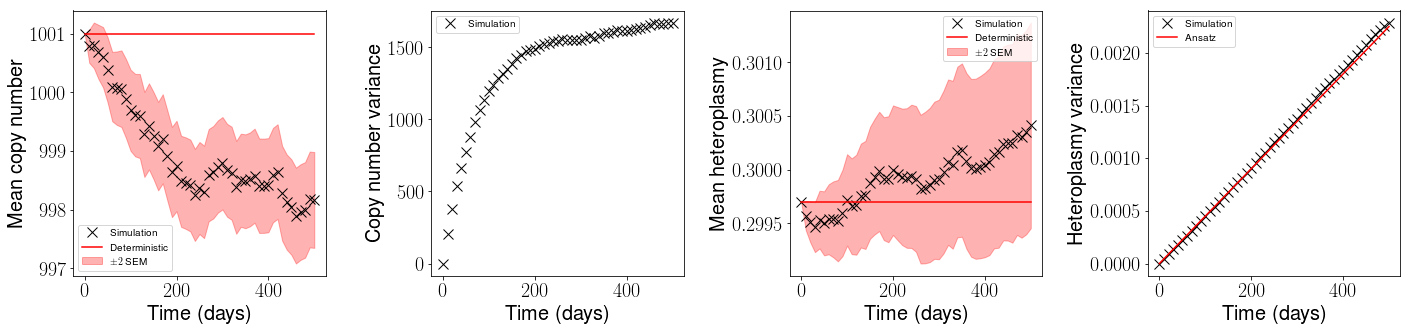 Mean copy number
1001
1000
999
998
997
Simulation
Deterministic
±2 SEM
0
200
400
Time (days)
Copy number variance
1500
1000
500
0
Simulation
0
200
400
Time (days)
Mean heteroplasmy
0.3010
0.3005
0.3000
0.2995
Simulation
Deterministic
±2 SEM
0
200
400
Time (days)
Heteroplasmy variance
0.0020
0.0015
0.0010
0.0005
0.0000
Simulation
Ansatz
0
200
400
Time (days)